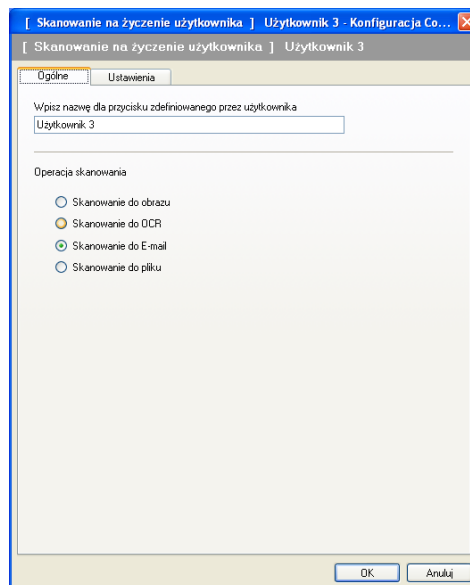 [ Skanowanie na życzenie użytkownika ] Użytkownik 3 - Konfiguracja Co...
[ Skanowanie na życzenie użytkownika ] Użytkownik 3
Ogólne Ustawienia
Wpisz nazwę dla przycisku zdefiniowanego przez użytkownika
Użytkownik 3
Operacja skanowania
Skanowanie do obrazu
Skanowanie do OCR
Skanowanie do E-mail
Skanowanie do pliku
OK Anuluj